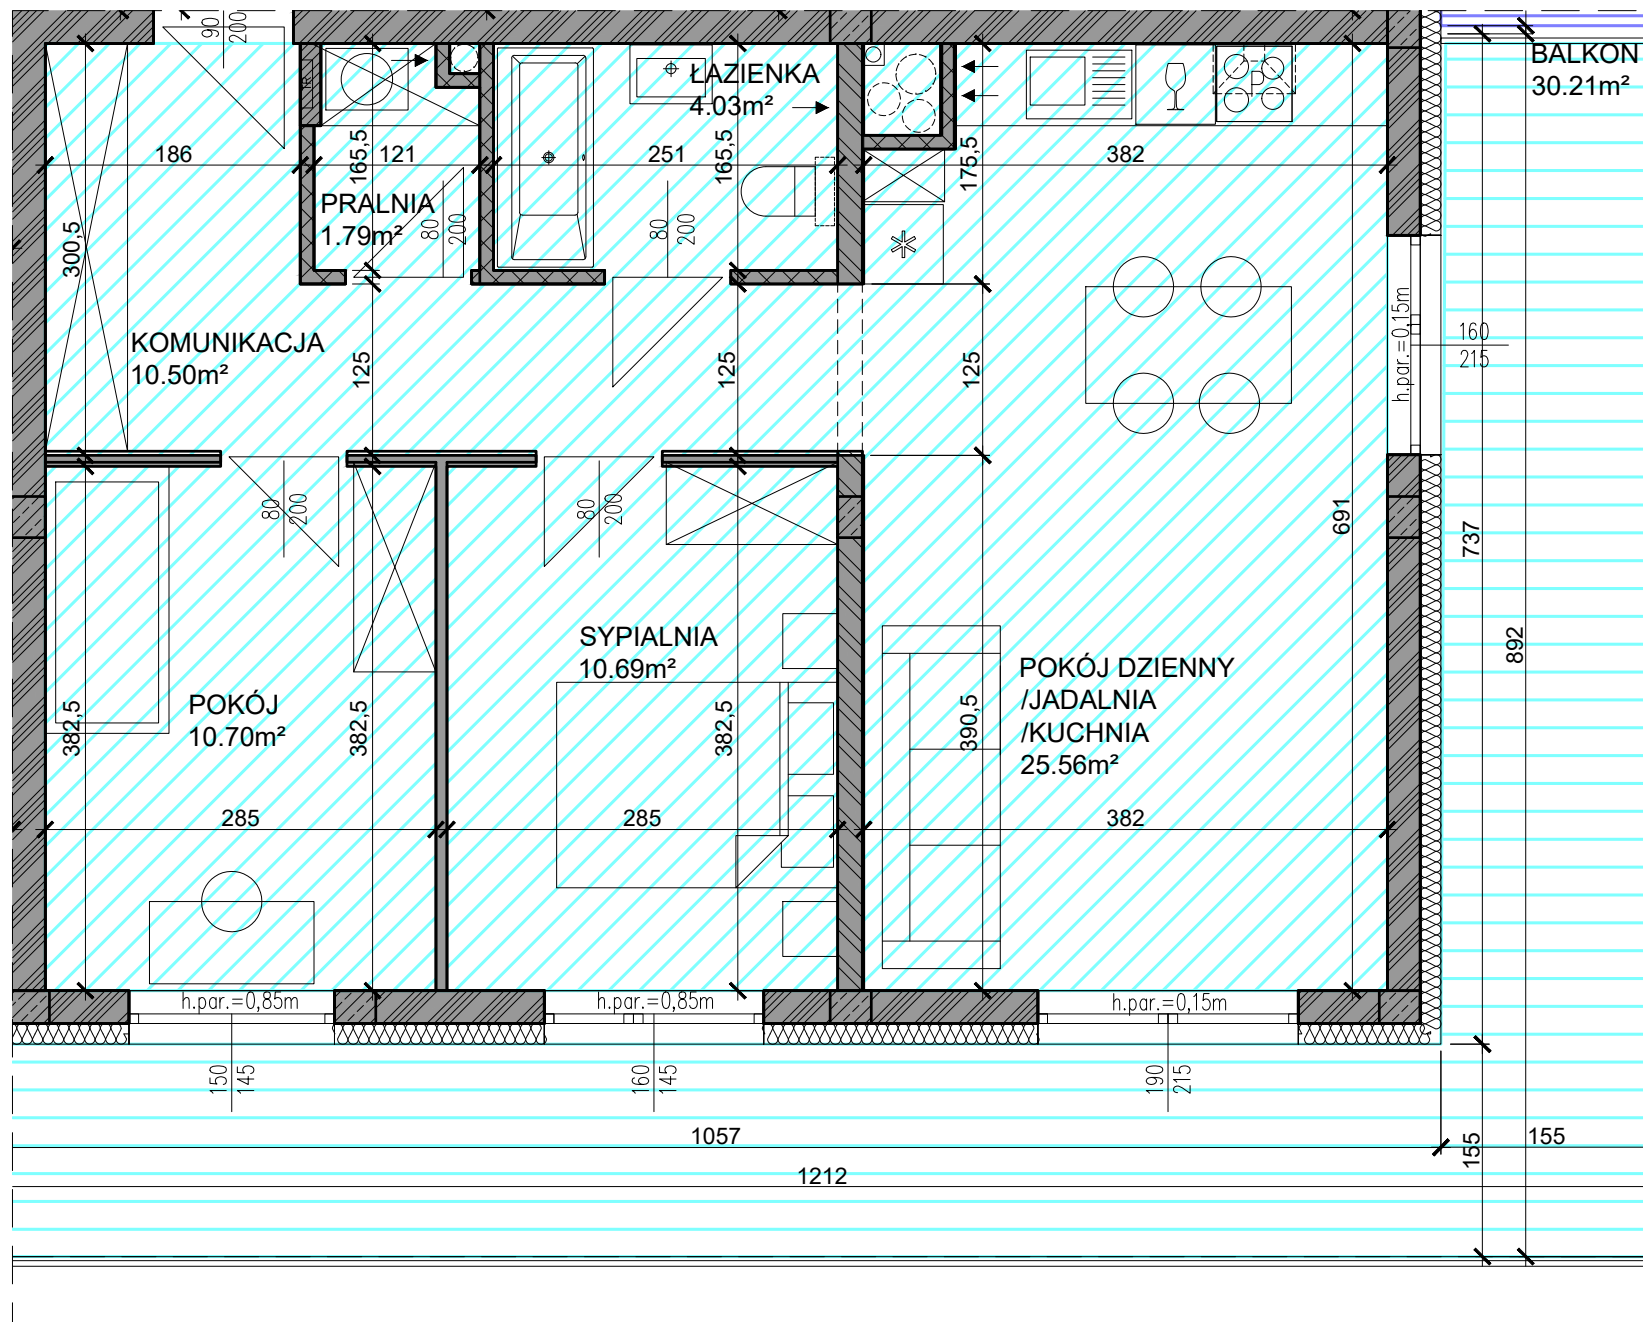 90
200
BALKON
30.21m²
ŁAZIENKA
4.03m²
P
186
165,5
121
251
165,5
175,5
382
PRALNIA
1.79m²
80
200
80
200
300,5
KOMUNIKACJA
10.50m²
125
125
125
h.par.=0,15m
160
215
80
200
80
200
691
737
892
SYPIALNIA
10.69m²
POKÓJ DZIENNY
/JADALNIA
/KUCHNIA
25.56m²
POKÓJ
10.70m²
382,5
382,5
382,5
390,5
285
285
382
h.par.=0,85m
h.par.=0,85m
h.par.=0,15m
150
145
160
145
190
215
1057
155
155
1212